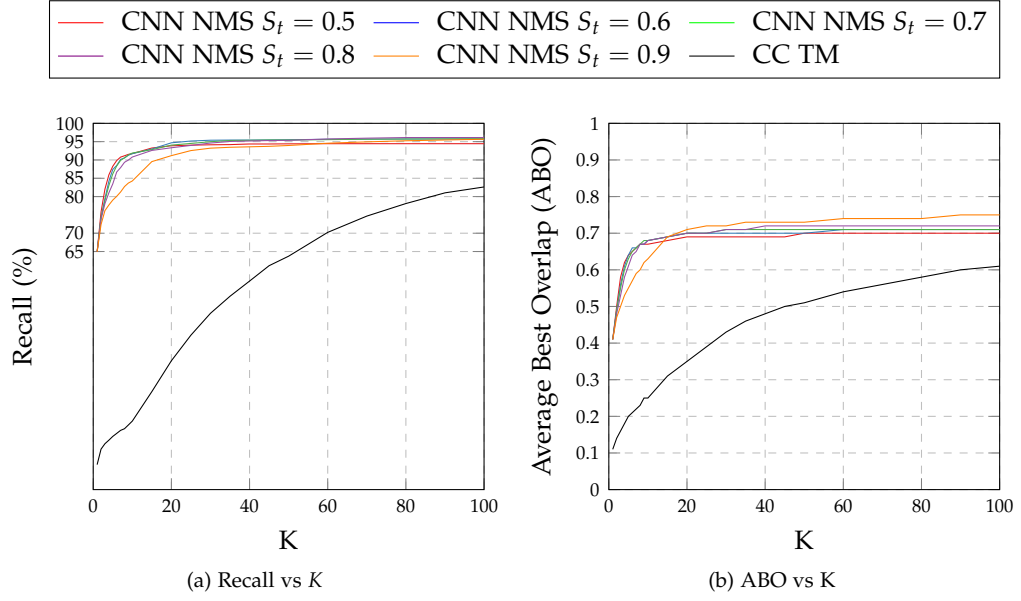 CNN NMS S_t = 0.5 CNN NMS S_t = 0.6 CNN NMS S_t = 0.7
CNN NMS S_t = 0.8 CNN NMS S_t = 0.9 CC TM
100
95
90
85
80
70
65
Recall (%)
0 20 40 60 80 100
K
(a) Recall vs K
1
0.9
0.8
0.7
0.6
0.5
0.4
0.3
0.2
0.1
0
Average Best Overlap (ABO)
0 20 40 60 80 100
K
(b) ABO vs K